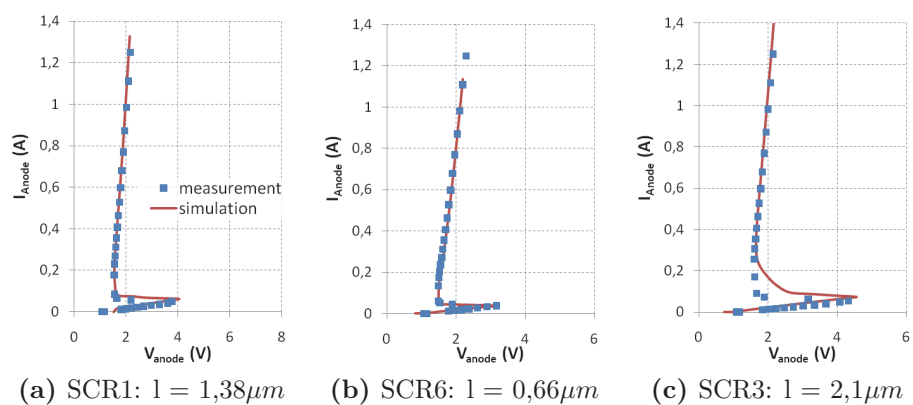 1,4
1,2
1
0,8
0,6
0,4
0,2
0
I_Anode (A)
measurement
simulation
0 2 4 6 8
V_anode (V)
(a) SCR1: l = 1,38μm
1,4
1,2
1
0,8
0,6
0,4
0,2
0
I_Anode (A)
0 2 4 6
V_anode (V)
(b) SCR6: l = 0,66μm
1,4
1,2
1
0,8
0,6
0,4
0,2
0
I_Anode (A)
0 2 4 6
V_anode (V)
(c) SCR3: l = 2,1μm